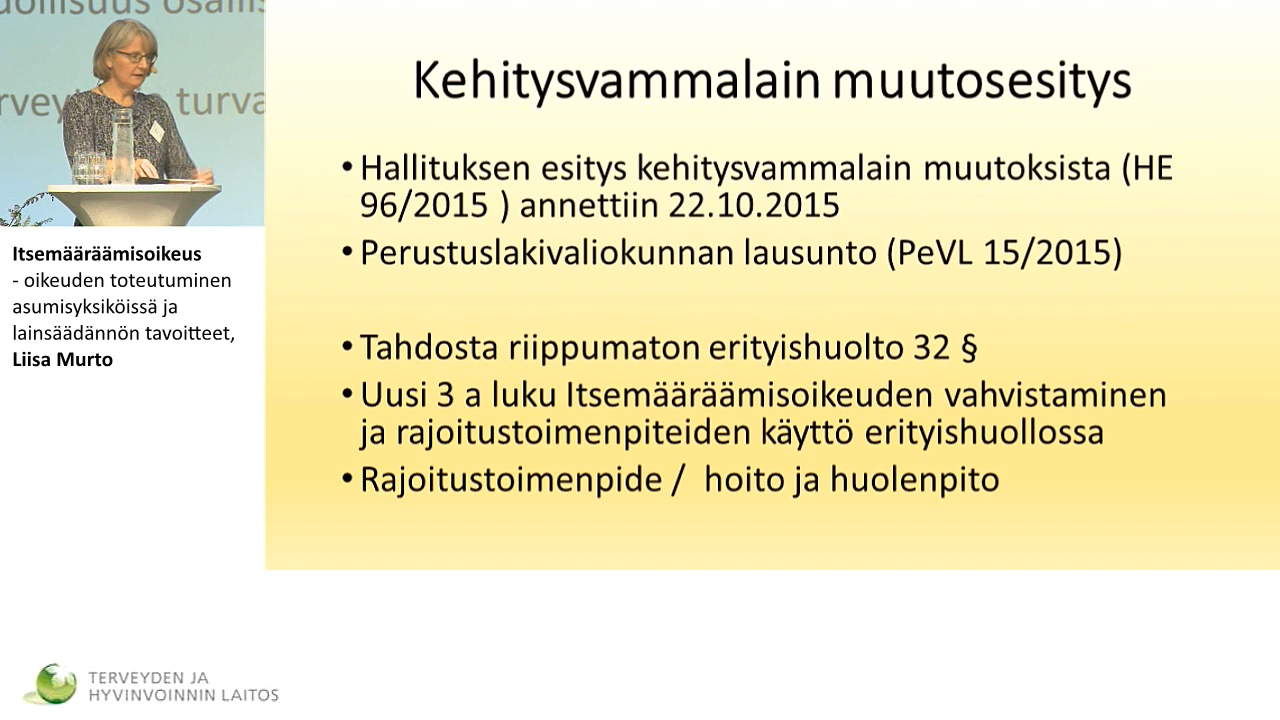 turva
Itsemääräämisoikeus
- oikeuden toteutuminen
asumisyksiköissä ja
lainsäädännön tavoitteet,
Liisa Murto
Kehitysvammalain muutosesitys
• Hallituksen esitys kehitysvammalain muutoksista (HE
96/2015 ) annettiin 22.10.2015
• Perustuslakivaliokunnan lausunto (PeVL 15/2015)
• Tahdosta riippumaton erityishuolto 32 §
• Uusi 3 a luku Itsemääräämisoikeuden vahvistaminen
ja rajoitustoimenpiteiden käyttö erityishuollossa
• Rajoitustoimenpide / hoito ja huolenpito
TERVEYDEN JA
HYVINVOINNIN LAITOS